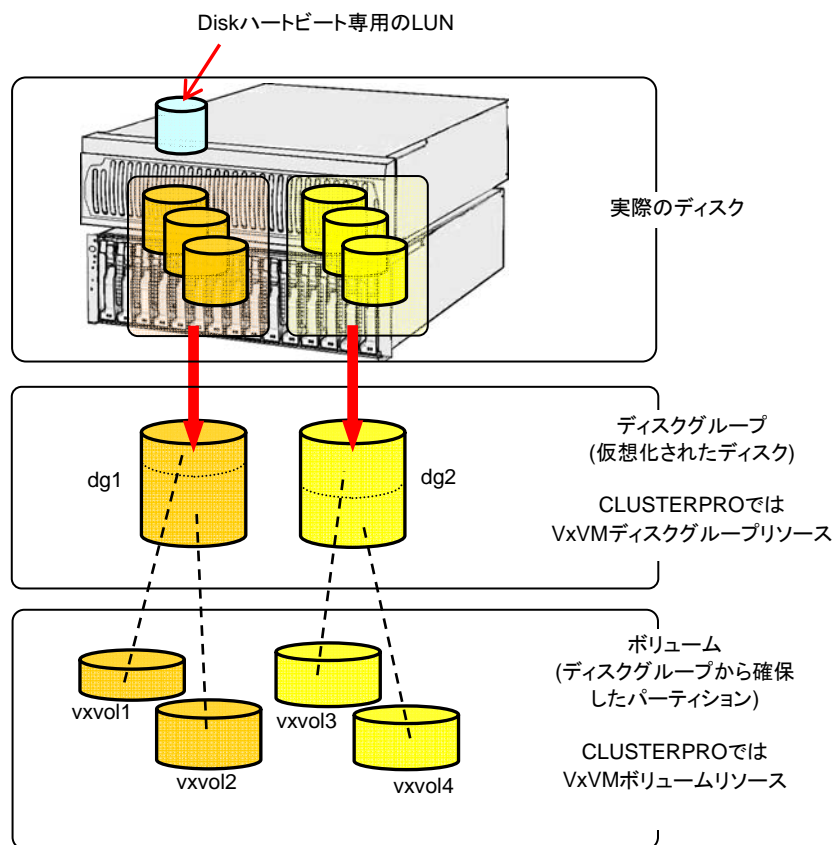 Diskハートビート専用のLUN
実際のディスク
ディスクグループ
(仮想化されたディスク)
dg1
dg2
CLUSTERPROでは
VxVMディスクグループリソース
ボリューム
(ディスクグループから確保
したパーティション)
vxvol1
vxvol3
CLUSTERPROでは
VxVMボリュームリソース
vxvol2
vxvol4